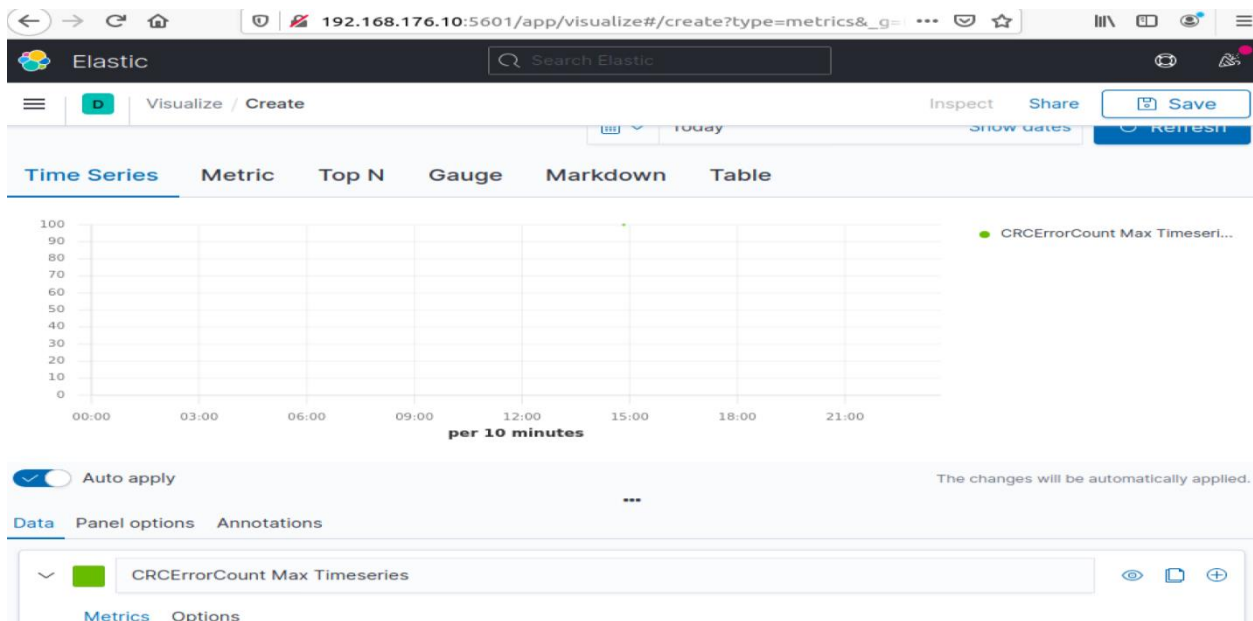 192.168.176.10:5601/app/visualize#/create?type=metrics&_g=
Elastic
Search Elastic
D Visualize / Create Inspect Share Save
Today Show dates Refresh
Time Series Metric Top N Gauge Markdown Table
100
90
80
70
60
50
40
30
20
10
0
CRCErrorCount Max Timeseri...
00:00 03:00 06:00 09:00 12:00 15:00 18:00 21:00
per 10 minutes
Auto apply The changes will be automatically applied.
Data Panel options Annotations
CRCErrorCount Max Timeseries
Metrics Options